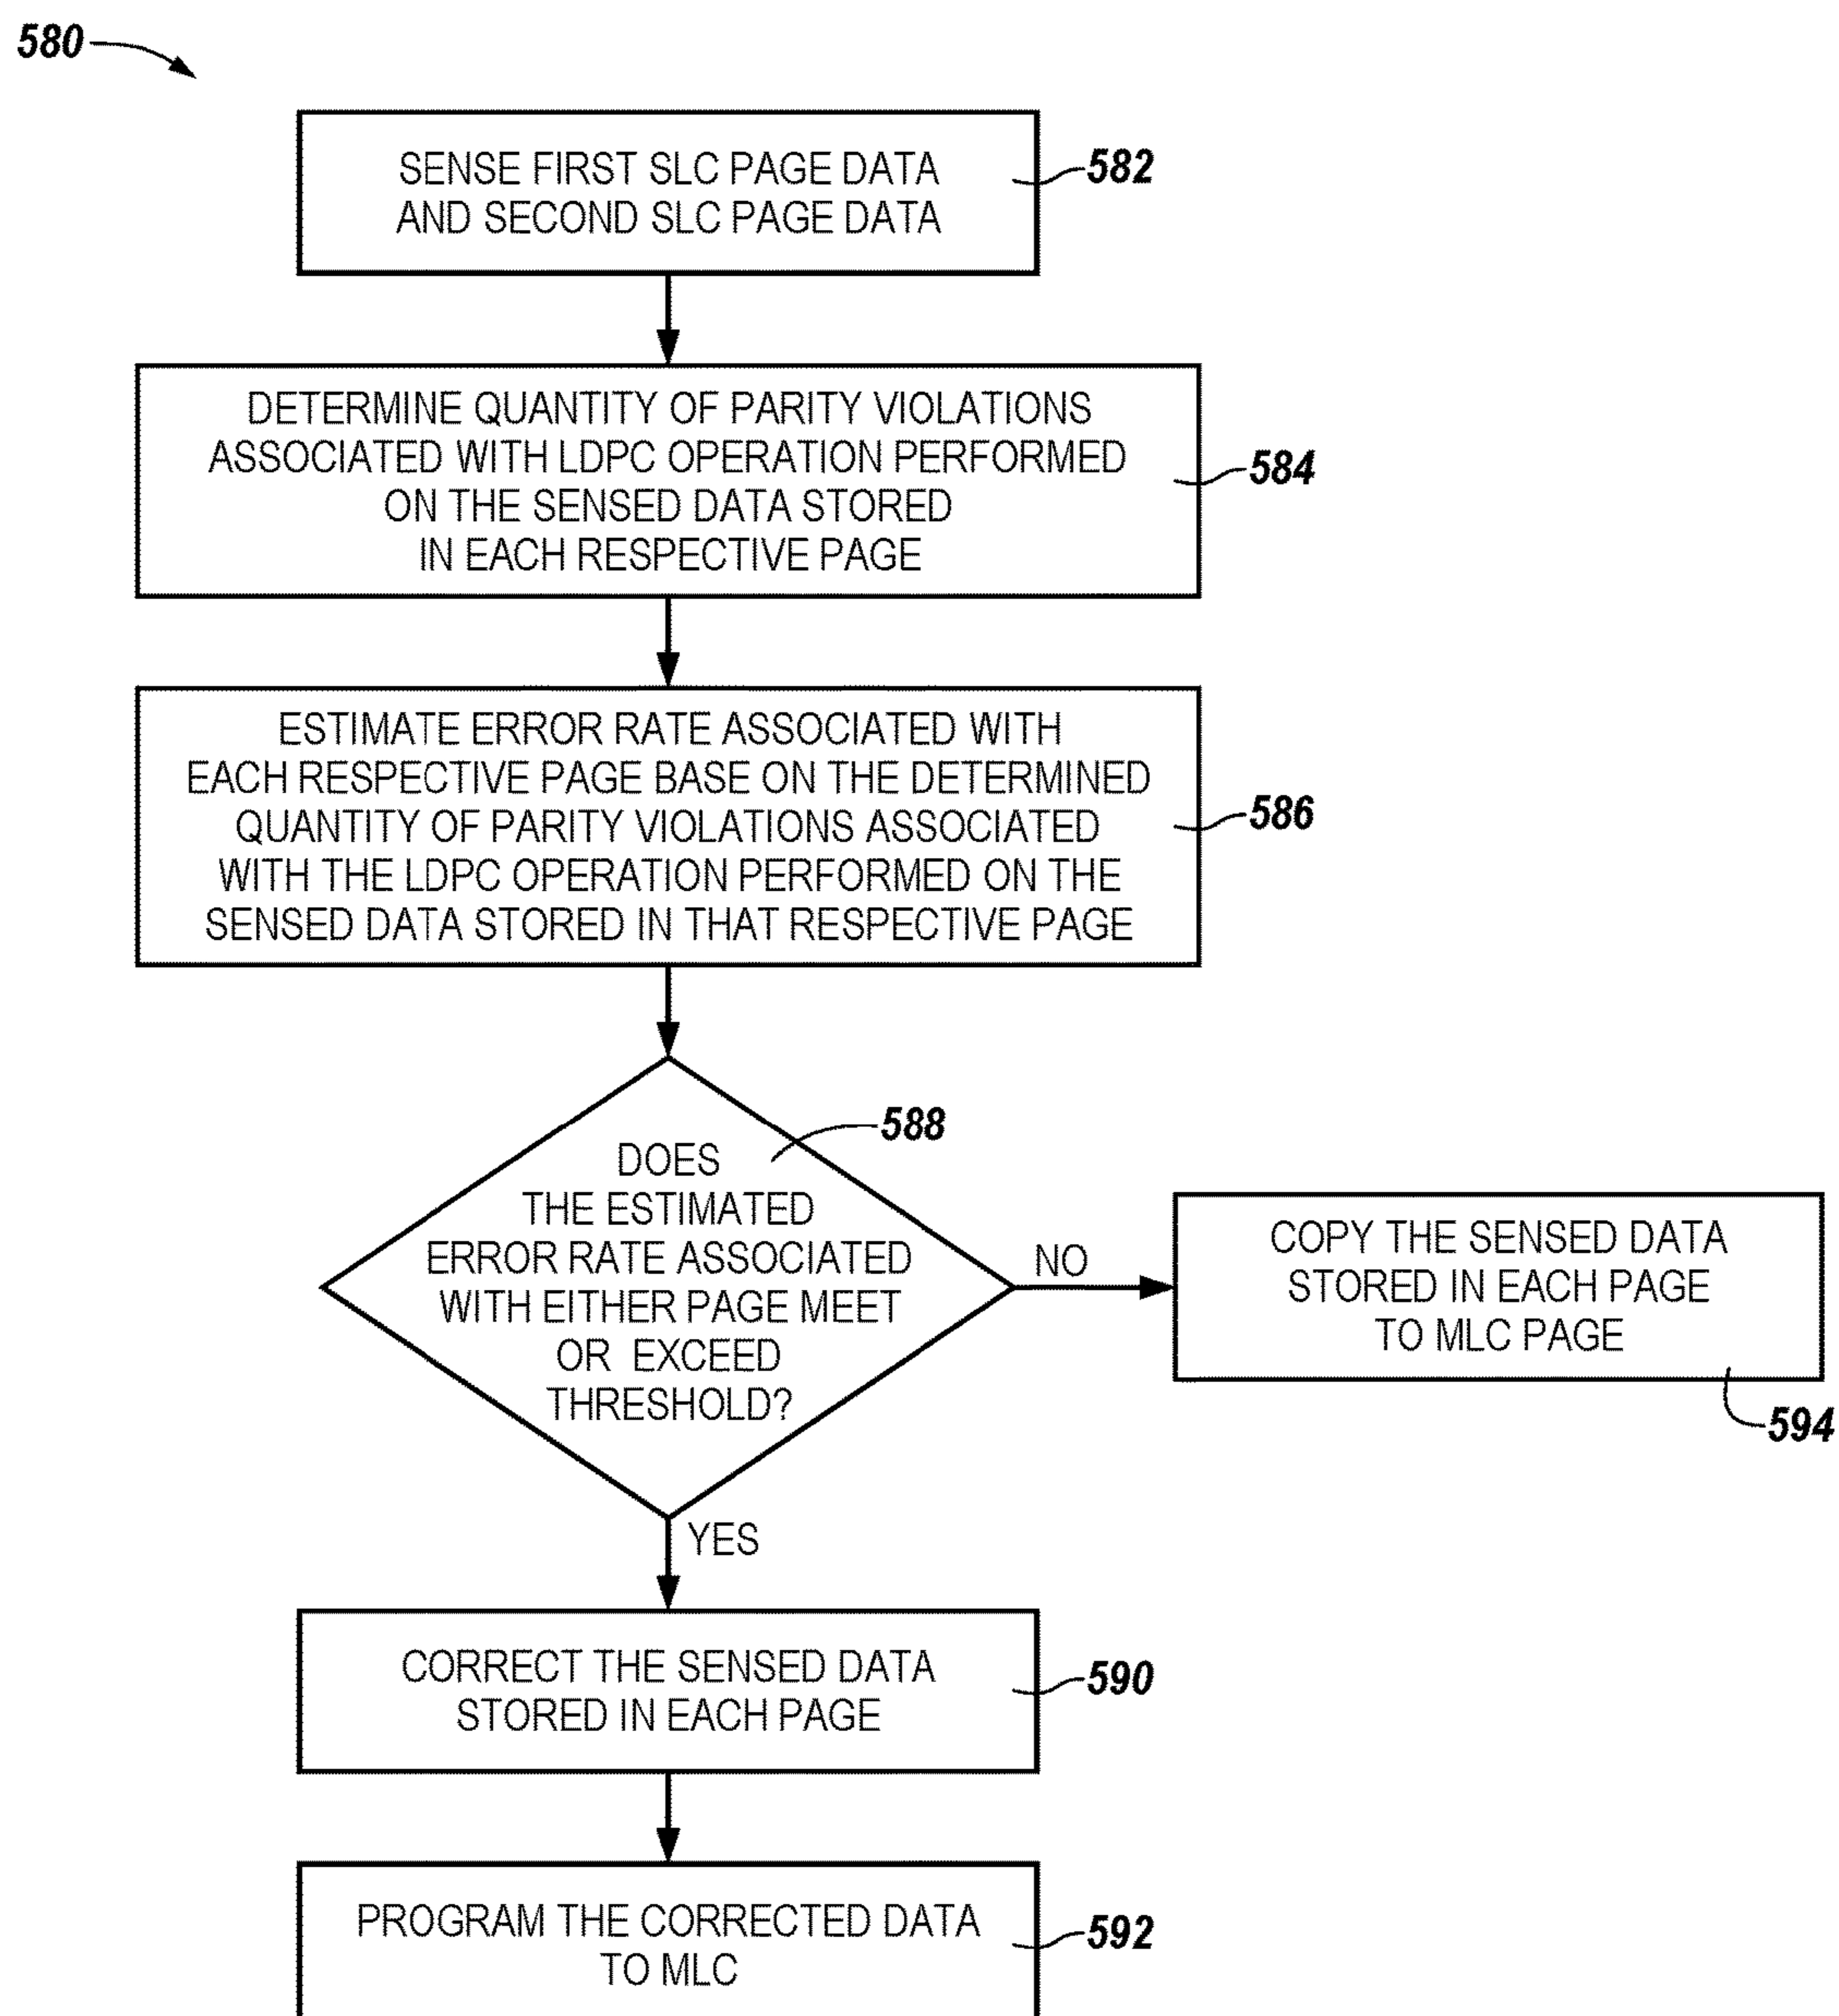 580
SENSE FIRST SLC PAGE DATA
AND SECOND SLC PAGE DATA
582
DETERMINE QUANTITY OF PARITY VIOLATIONS
ASSOCIATED WITH LDPC OPERATION PERFORMED
ON THE SENSED DATA STORED
IN EACH RESPECTIVE PAGE
584
ESTIMATE ERROR RATE ASSOCIATED WITH
EACH RESPECTIVE PAGE BASE ON THE DETERMINED
QUANTITY OF PARITY VIOLATIONS ASSOCIATED
WITH THE LDPC OPERATION PERFORMED ON THE
SENSED DATA STORED IN THAT RESPECTIVE PAGE
586
588
DOES
THE ESTIMATED
ERROR RATE ASSOCIATED
WITH EITHER PAGE MEET
OR EXCEED
THRESHOLD?
NO
COPY THE SENSED DATA
STORED IN EACH PAGE
TO MLC PAGE
594
YES
CORRECT THE SENSED DATA
STORED IN EACH PAGE
590
PROGRAM THE CORRECTED DATA
TO MLC
592